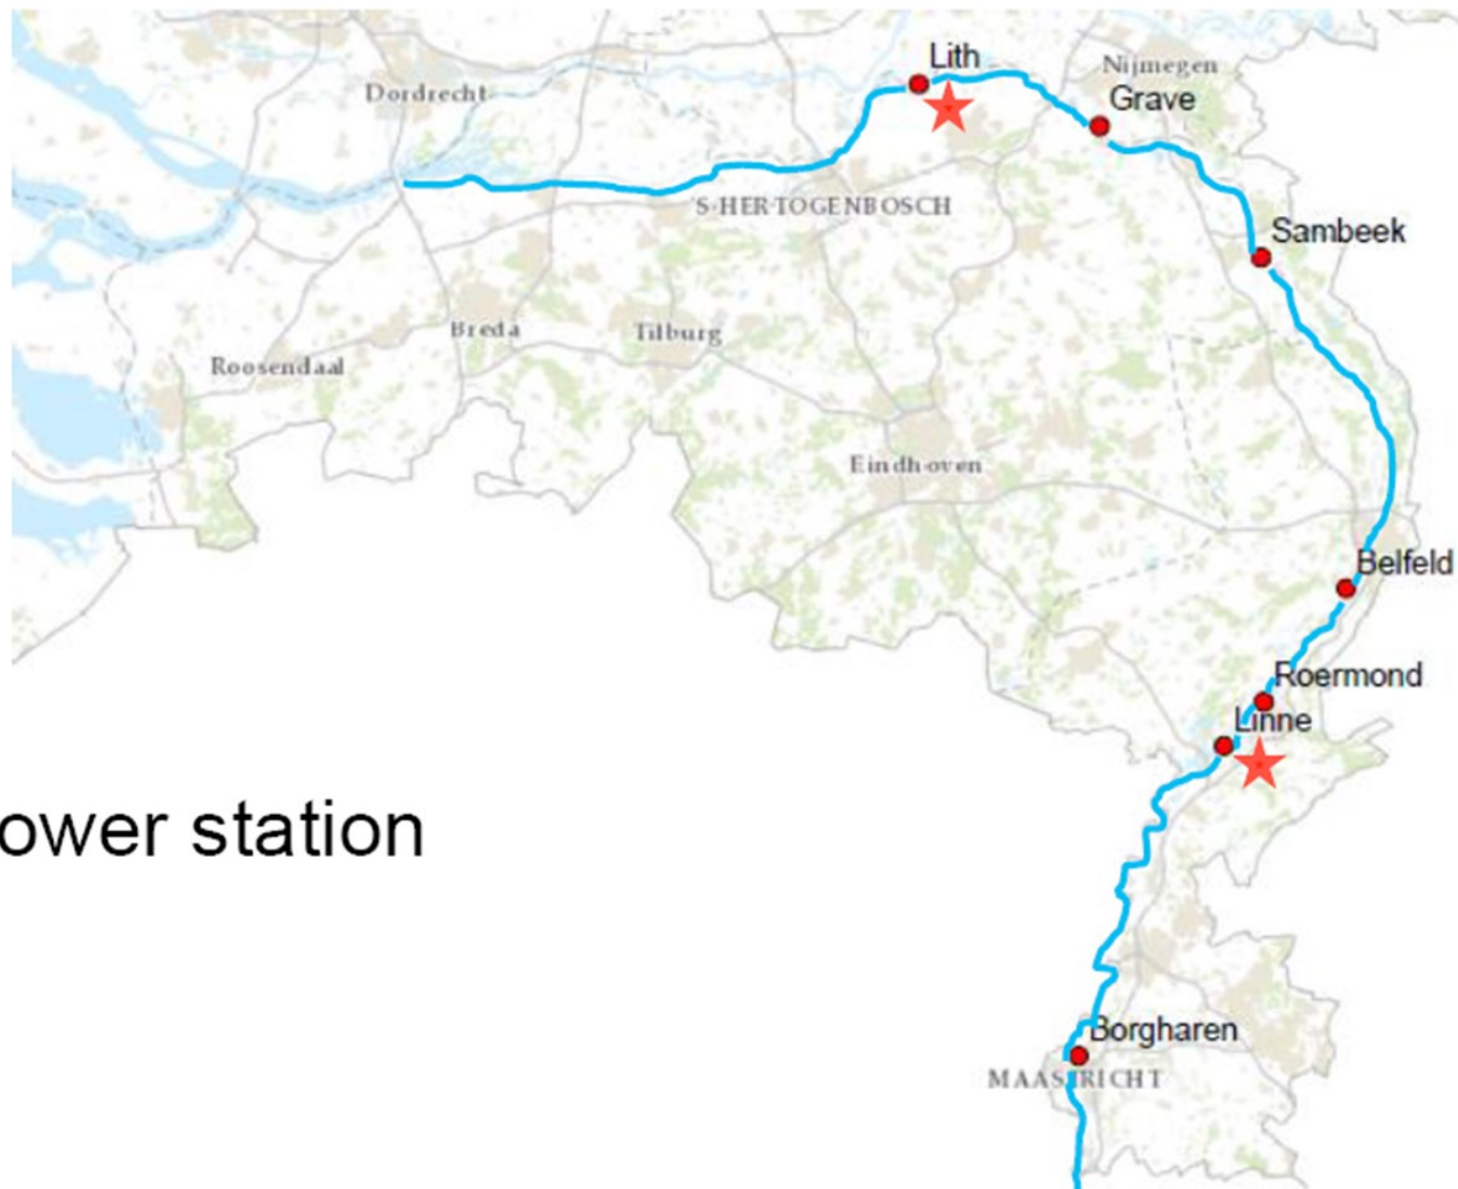 Lith
Nijmegen
Dordrecht
Grave
'S-HERTOGENBOSCH
Sambeek
Breda
Tilburg
Roosendaal
Eindhoven
Belfeld
Roermond
Linne
ower station
Borgharen
MAASTRICHT